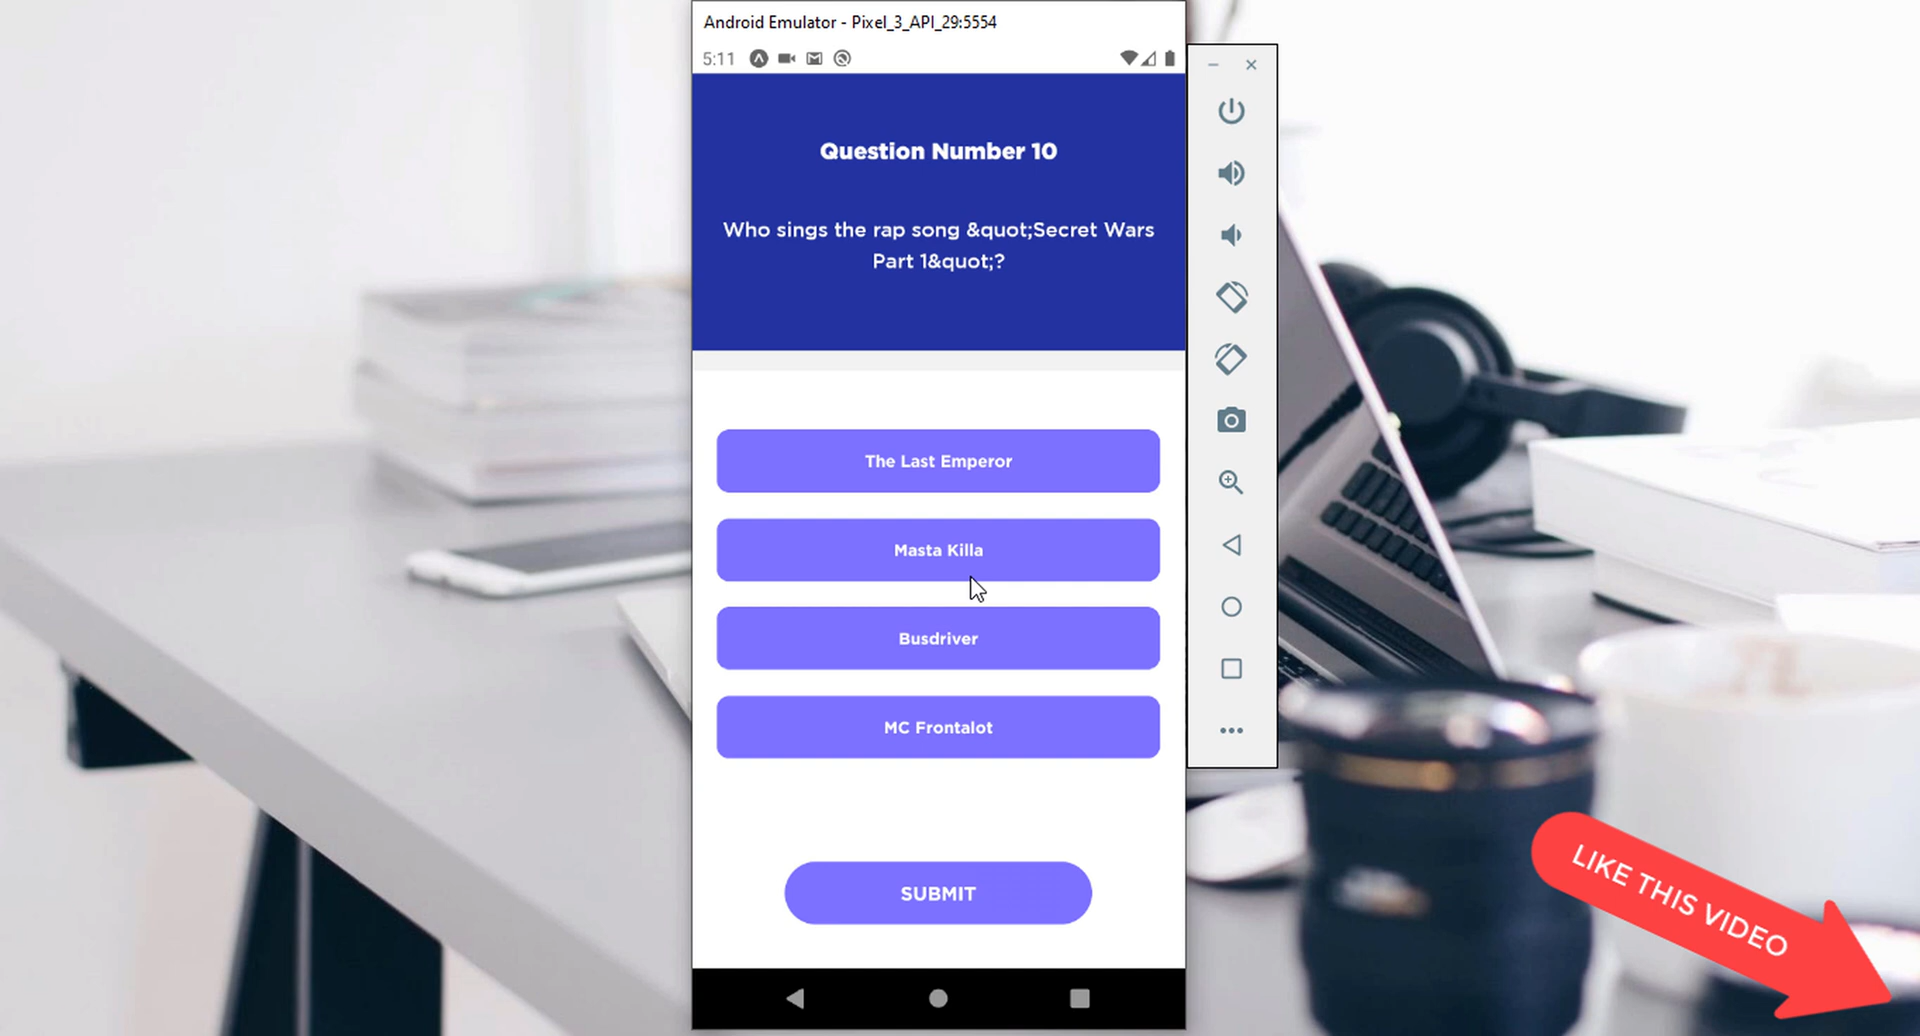 Android Emulator - Pixel_3_API_29:5554
5:11
Question Number 10
Who sings the rap song &quot;Secret Wars
Part 1&quot;?
The Last Emperor
Masta Killa
Busdriver
MC Frontalot
SUBMIT
LIKE THIS VIDEO